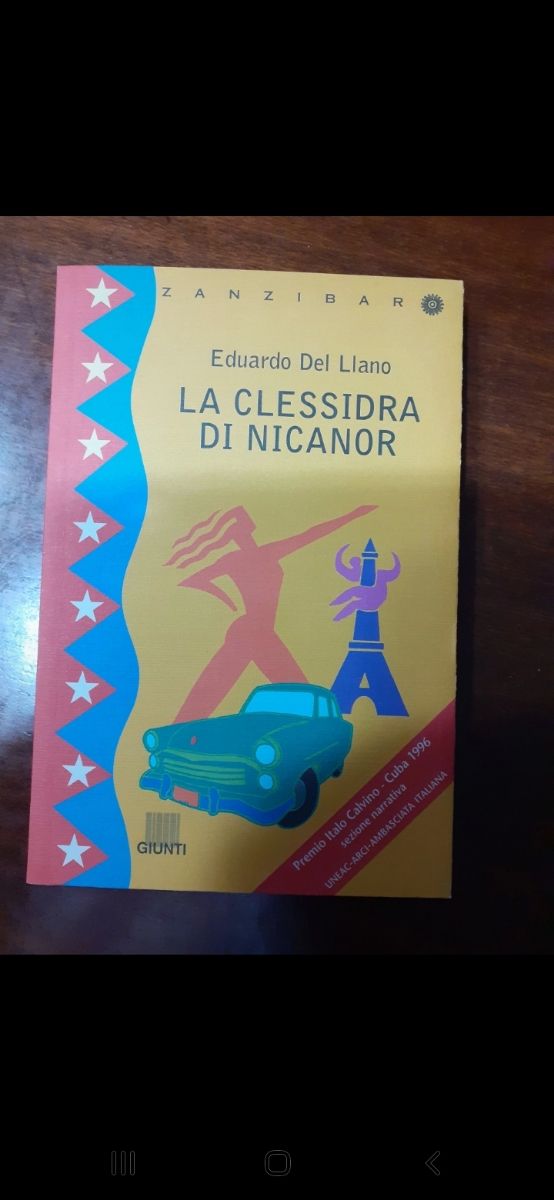 ZANZIBAR
Eduardo Del Llano
LA CLESSIDRA
DI NICANOR
GIUNTI
Premio Italo Calvino - Cuba 1996
sezione narrativa
UNEAC-ARCI-AMBASCIATA ITALIANA